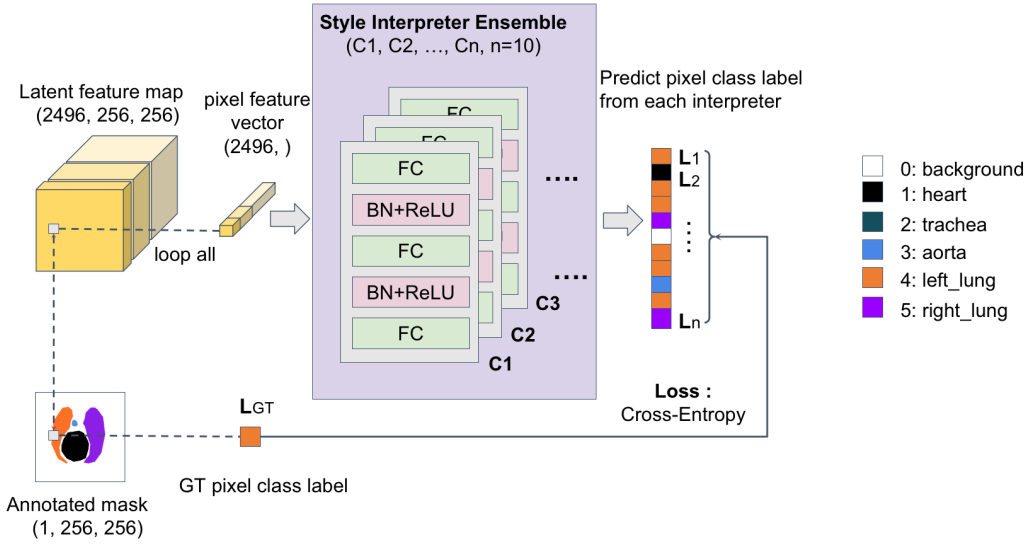 Style Interpreter Ensemble
(C1, C2, …, Cn, n=10)
Latent feature map
(2496, 256, 256)
pixel feature
vector
(2496, )
loop all
FC
FC
FC
BN+ReLU
FC
BN+ReLU
FC
....
....
C3
C2
C1
Predict pixel class label
from each interpreter
L1
L2
Ln
0: background
1: heart
2: trachea
3: aorta
4: left_lung
5: right_lung
Loss :
Cross-Entropy
LGT
GT pixel class label
Annotated mask
(1, 256, 256)